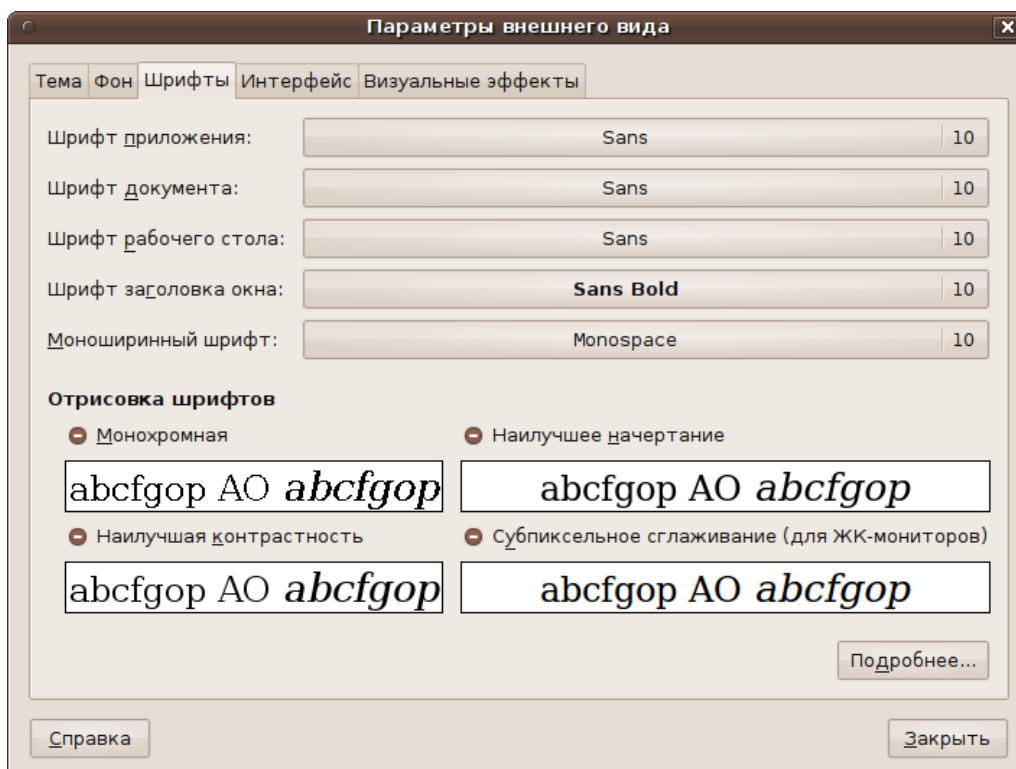 Параметры внешнего вида
Тема Фон Шрифты Интерфейс Визуальные эффекты
Шрифт приложения: Sans 10
Шрифт документа: Sans 10
Шрифт рабочего стола: Sans 10
Шрифт заголовка окна: Sans Bold 10
Моноширинный шрифт: Monospace 10
Отрисовка шрифтов
Монохромная Наилучшее начертание
abcfgop AO abcfgop abcfgop AO abcfgop
Наилучшая контрастность Субпиксельное сглаживание (для ЖК-мониторов)
abcfgop AO abcfgop abcfgop AO abcfgop
Подробнее...
Справка Закрыть